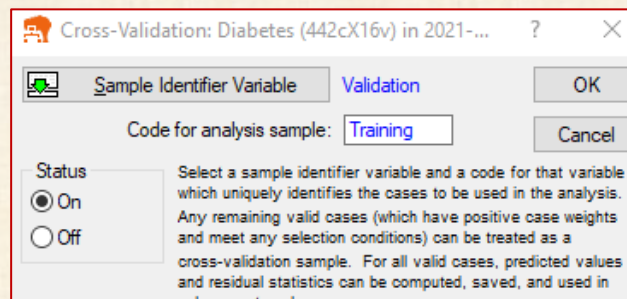 Cross-Validation: Diabetes (442cX16v) in 2021-... ? ×
Sample Identifier Variable Validation OK
Code for analysis sample: Training Cancel
Status
On
Off
Select a sample identifier variable and a code for that variable
which uniquely identifies the cases to be used in the analysis.
Any remaining valid cases (which have positive case weights
and meet any selection conditions) can be treated as a
cross-validation sample. For all valid cases, predicted values
and residual statistics can be computed, saved, and used in